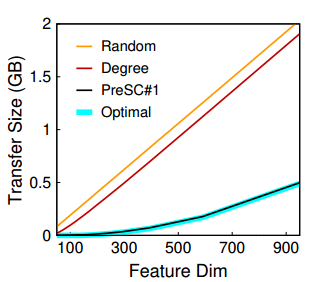 Transfer Size (GB)
2
1.5
1
0.5
0
Random
Degree
PreSC#1
Optimal
100 300 500 700 900
Feature Dim